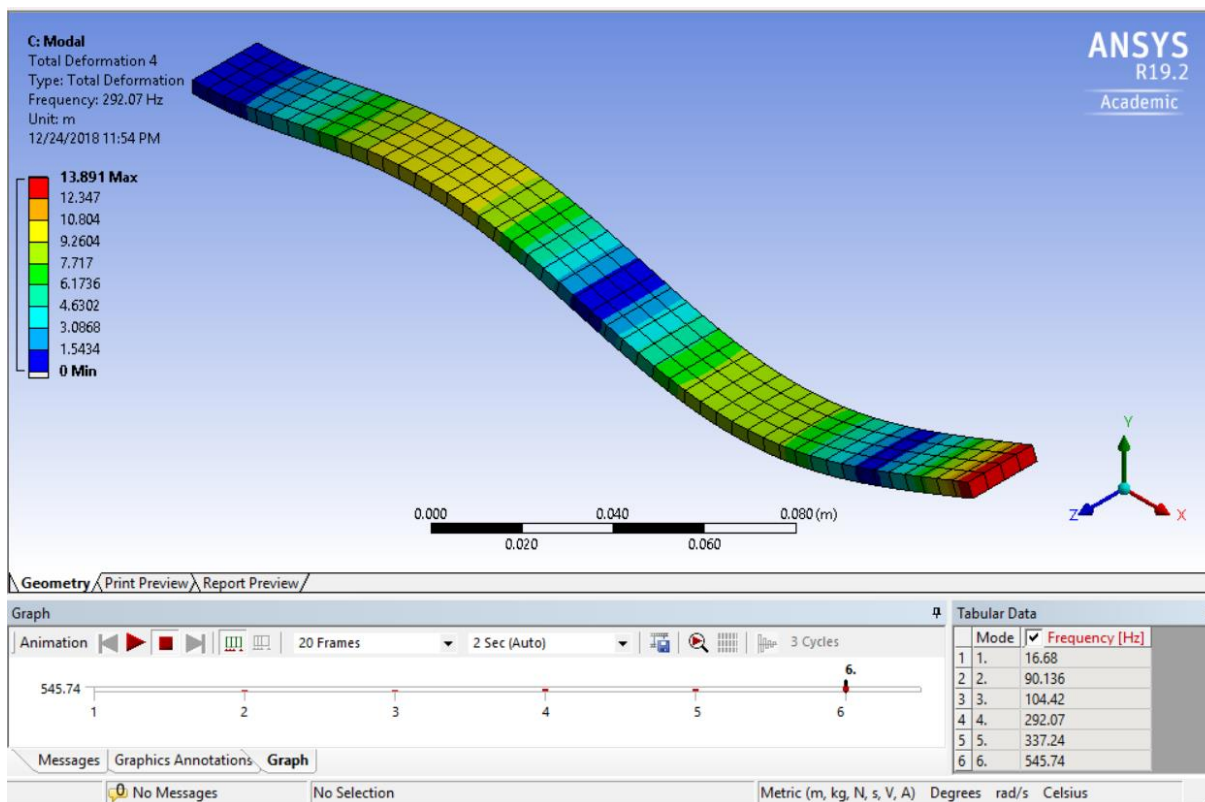 C: Modal
Total Deformation 4
Type: Total Deformation
Frequency: 292.07 Hz
Unit: m
12/24/2018 11:54 PM
ANSYS
R19.2
Academic
13.891 Max
12.347
10.804
9.2604
7.717
6.1736
4.6302
3.0868
1.5434
0 Min
0.000 0.040 0.080 (m)
0.020 0.060
Y
Z X
Geometry Print Preview Report Preview
Graph
Animation 20 Frames 2 Sec (Auto) 3 Cycles
6.
545.74
1 2 3 4 5 6
Messages Graphics Annotations Graph
Tabular Data
Mode Frequency [Hz]
1 1. 16.68
2 2. 90.136
3 3. 104.42
4 4. 292.07
5 5. 337.24
6 6. 545.74
0 No Messages No Selection Metric (m, kg, N, s, V, A) Degrees rad/s Celsius